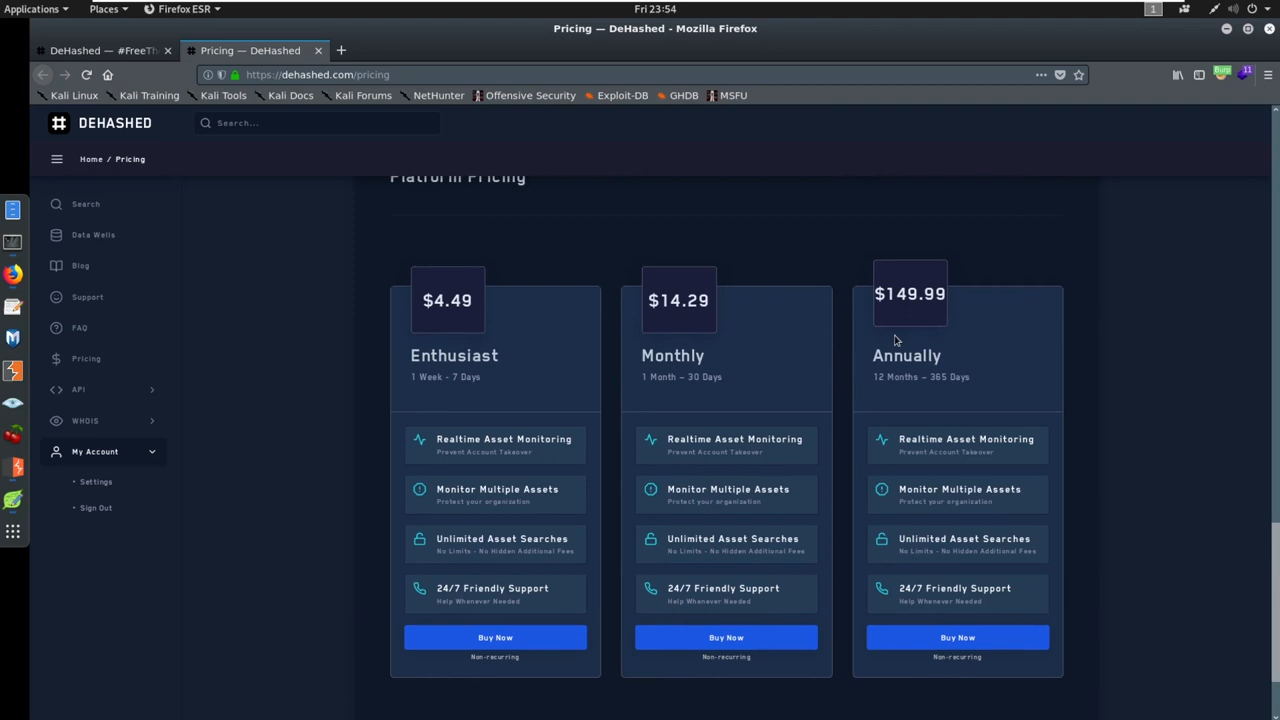 Applications
Places
Firefox ESR
Fri 23:54
1
Pricing — DeHashed - Mozilla Firefox
DeHashed — #FreeTh
Pricing — DeHashed
https://dehashed.com/pricing
Burp
11
Kali Linux
Kali Training
Kali Tools
Kali Docs
Kali Forums
NetHunter
Offensive Security
Exploit-DB
GHDB
MSFU
DEHASHED
Search...
Home / Pricing
Search
Data Wells
Blog
Support
FAQ
Pricing
API
WHOIS
My Account
• Settings
• Sign Out
Platform Pricing
$4.49
Enthusiast
1 Week - 7 Days
Realtime Asset Monitoring
Prevent Account Takeover
Monitor Multiple Assets
Protect your organization
Unlimited Asset Searches
No Limits - No Hidden Additional Fees
24/7 Friendly Support
Help Whenever Needed
Buy Now
Non-recurring
$14.29
Monthly
1 Month – 30 Days
Realtime Asset Monitoring
Prevent Account Takeover
Monitor Multiple Assets
Protect your organization
Unlimited Asset Searches
No Limits - No Hidden Additional Fees
24/7 Friendly Support
Help Whenever Needed
Buy Now
Non-recurring
$149.99
Annually
12 Months – 365 Days
Realtime Asset Monitoring
Prevent Account Takeover
Monitor Multiple Assets
Protect your organization
Unlimited Asset Searches
No Limits - No Hidden Additional Fees
24/7 Friendly Support
Help Whenever Needed
Buy Now
Non-recurring